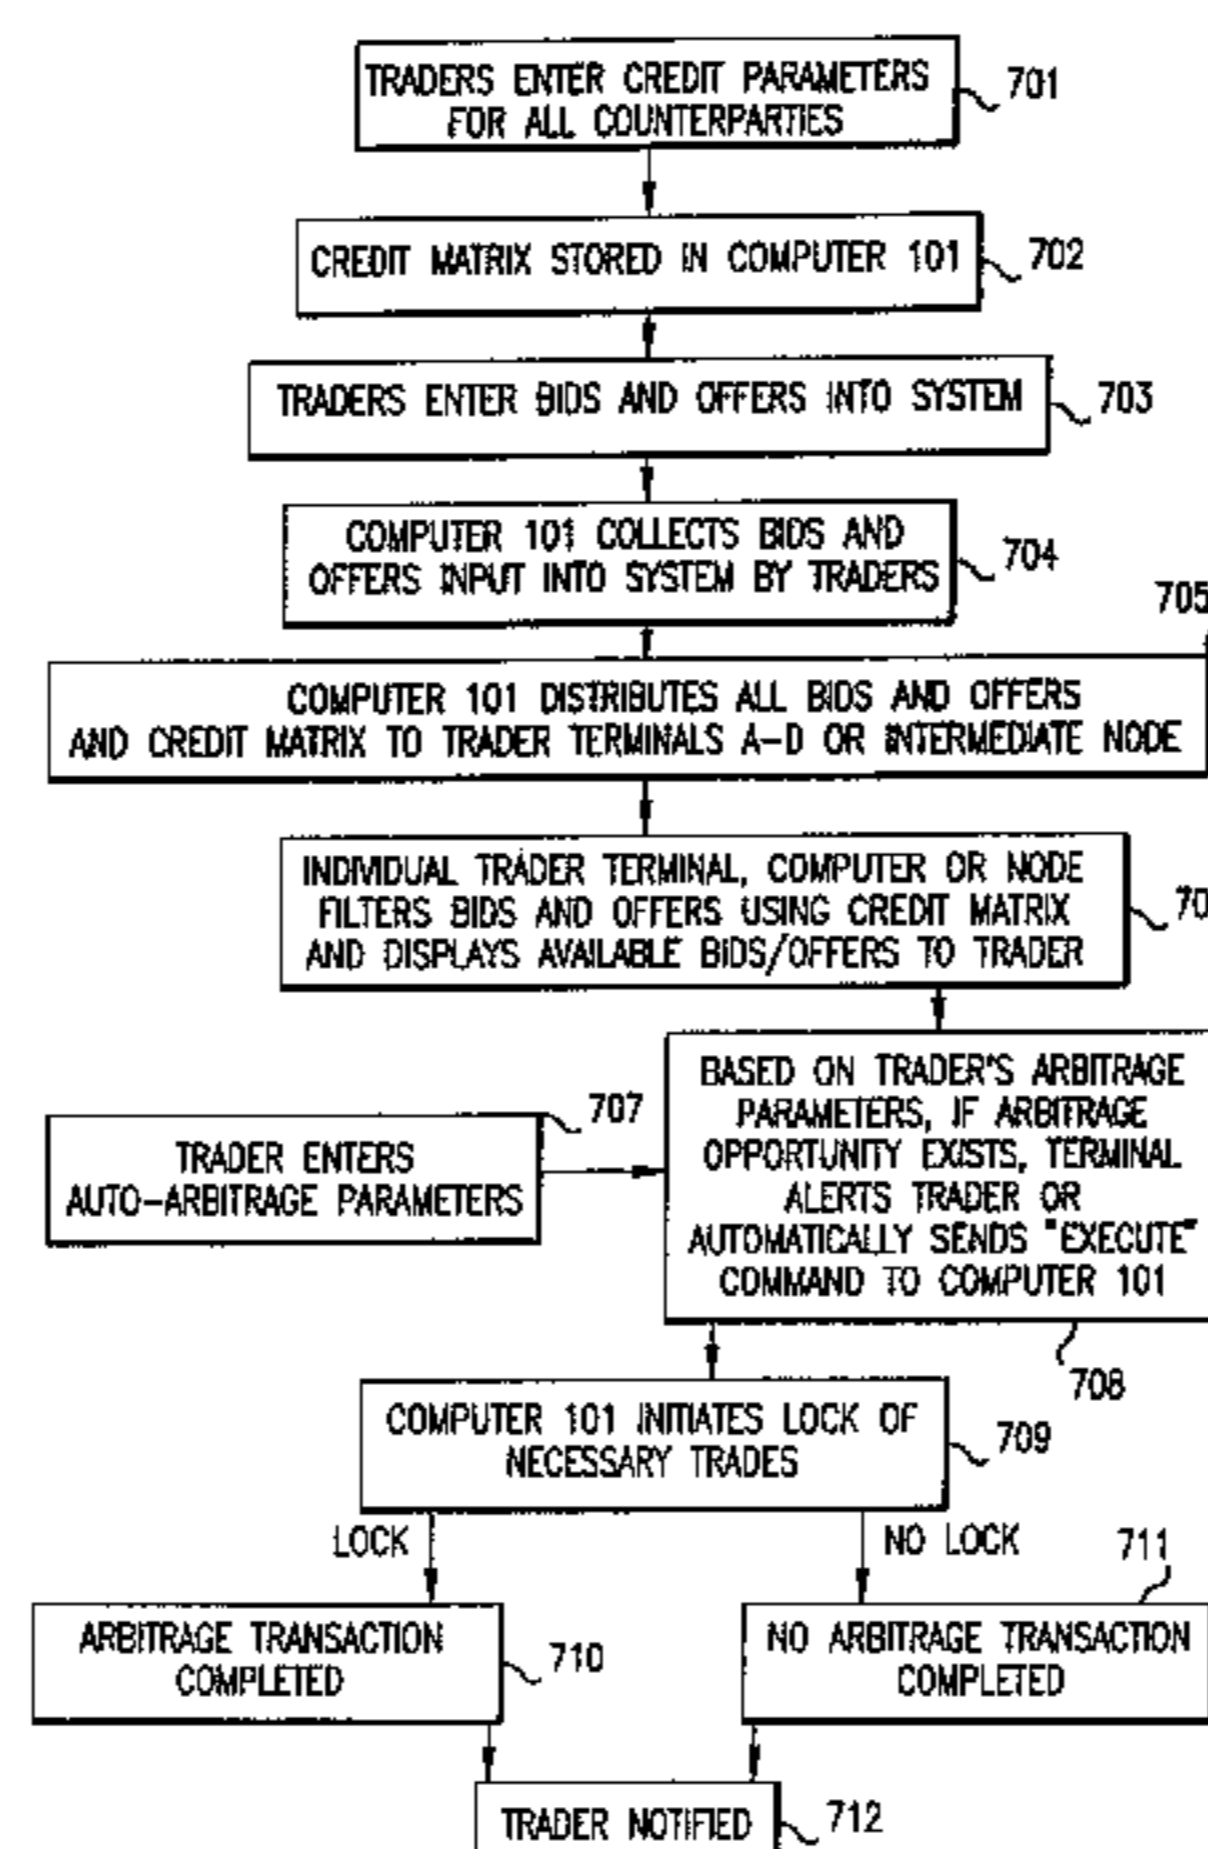 TRADERS ENTER CREDIT PARAMETERS
FOR ALL COUNTERPARTIES
701
CREDIT MATRIX STORED IN COMPUTER 101
702
TRADERS ENTER BIDS AND OFFERS INTO SYSTEM
703
COMPUTER 101 COLLECTS BIDS AND
OFFERS INPUT INTO SYSTEM BY TRADERS
704
705
COMPUTER 101 DISTRIBUTES ALL BIDS AND OFFERS
AND CREDIT MATRIX TO TRADER TERMINALS A-D OR INTERMEDIATE NODE
INDIVIDUAL TRADER TERMINAL, COMPUTER OR NODE
FILTERS BIDS AND OFFERS USING CREDIT MATRIX
AND DISPLAYS AVAILABLE BIDS/OFFERS TO TRADER
70
BASED ON TRADER'S ARBITRAGE
PARAMETERS, IF ARBITRAGE
OPPORTUNITY EXISTS, TERMINAL
ALERTS TRADER OR
AUTOMATICALLY SENDS "EXECUTE"
COMMAND TO COMPUTER 101
707
TRADER ENTERS
AUTO-ARBITRAGE PARAMETERS
708
COMPUTER 101 INITIATES LOCK OF
NECESSARY TRADES
709
LOCK
NO LOCK
711
ARBITRAGE TRANSACTION
COMPLETED
710
NO ARBITRAGE TRANSACTION
COMPLETED
TRADER NOTIFIED
712